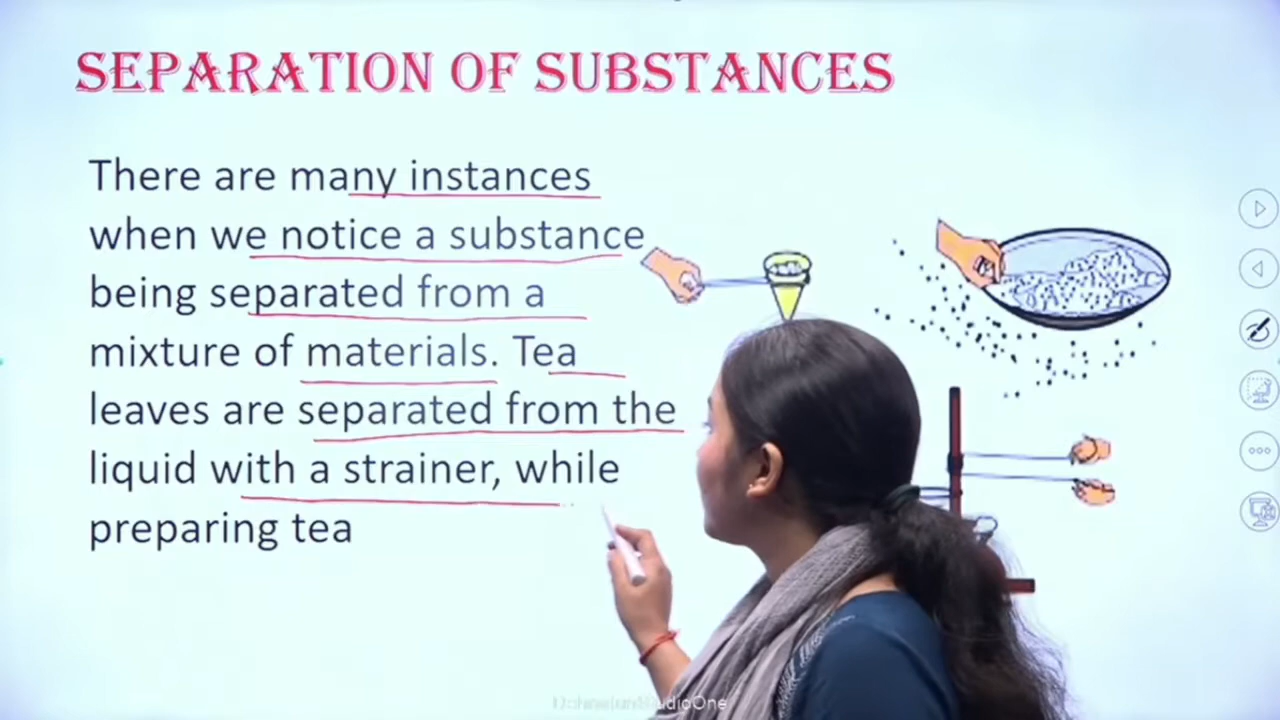 SEPARATION OF SUBSTANCES
There are many instances
when we notice a substance
being separated from a
mixture of materials. Tea
leaves are separated from the
liquid with a strainer, while
preparing tea